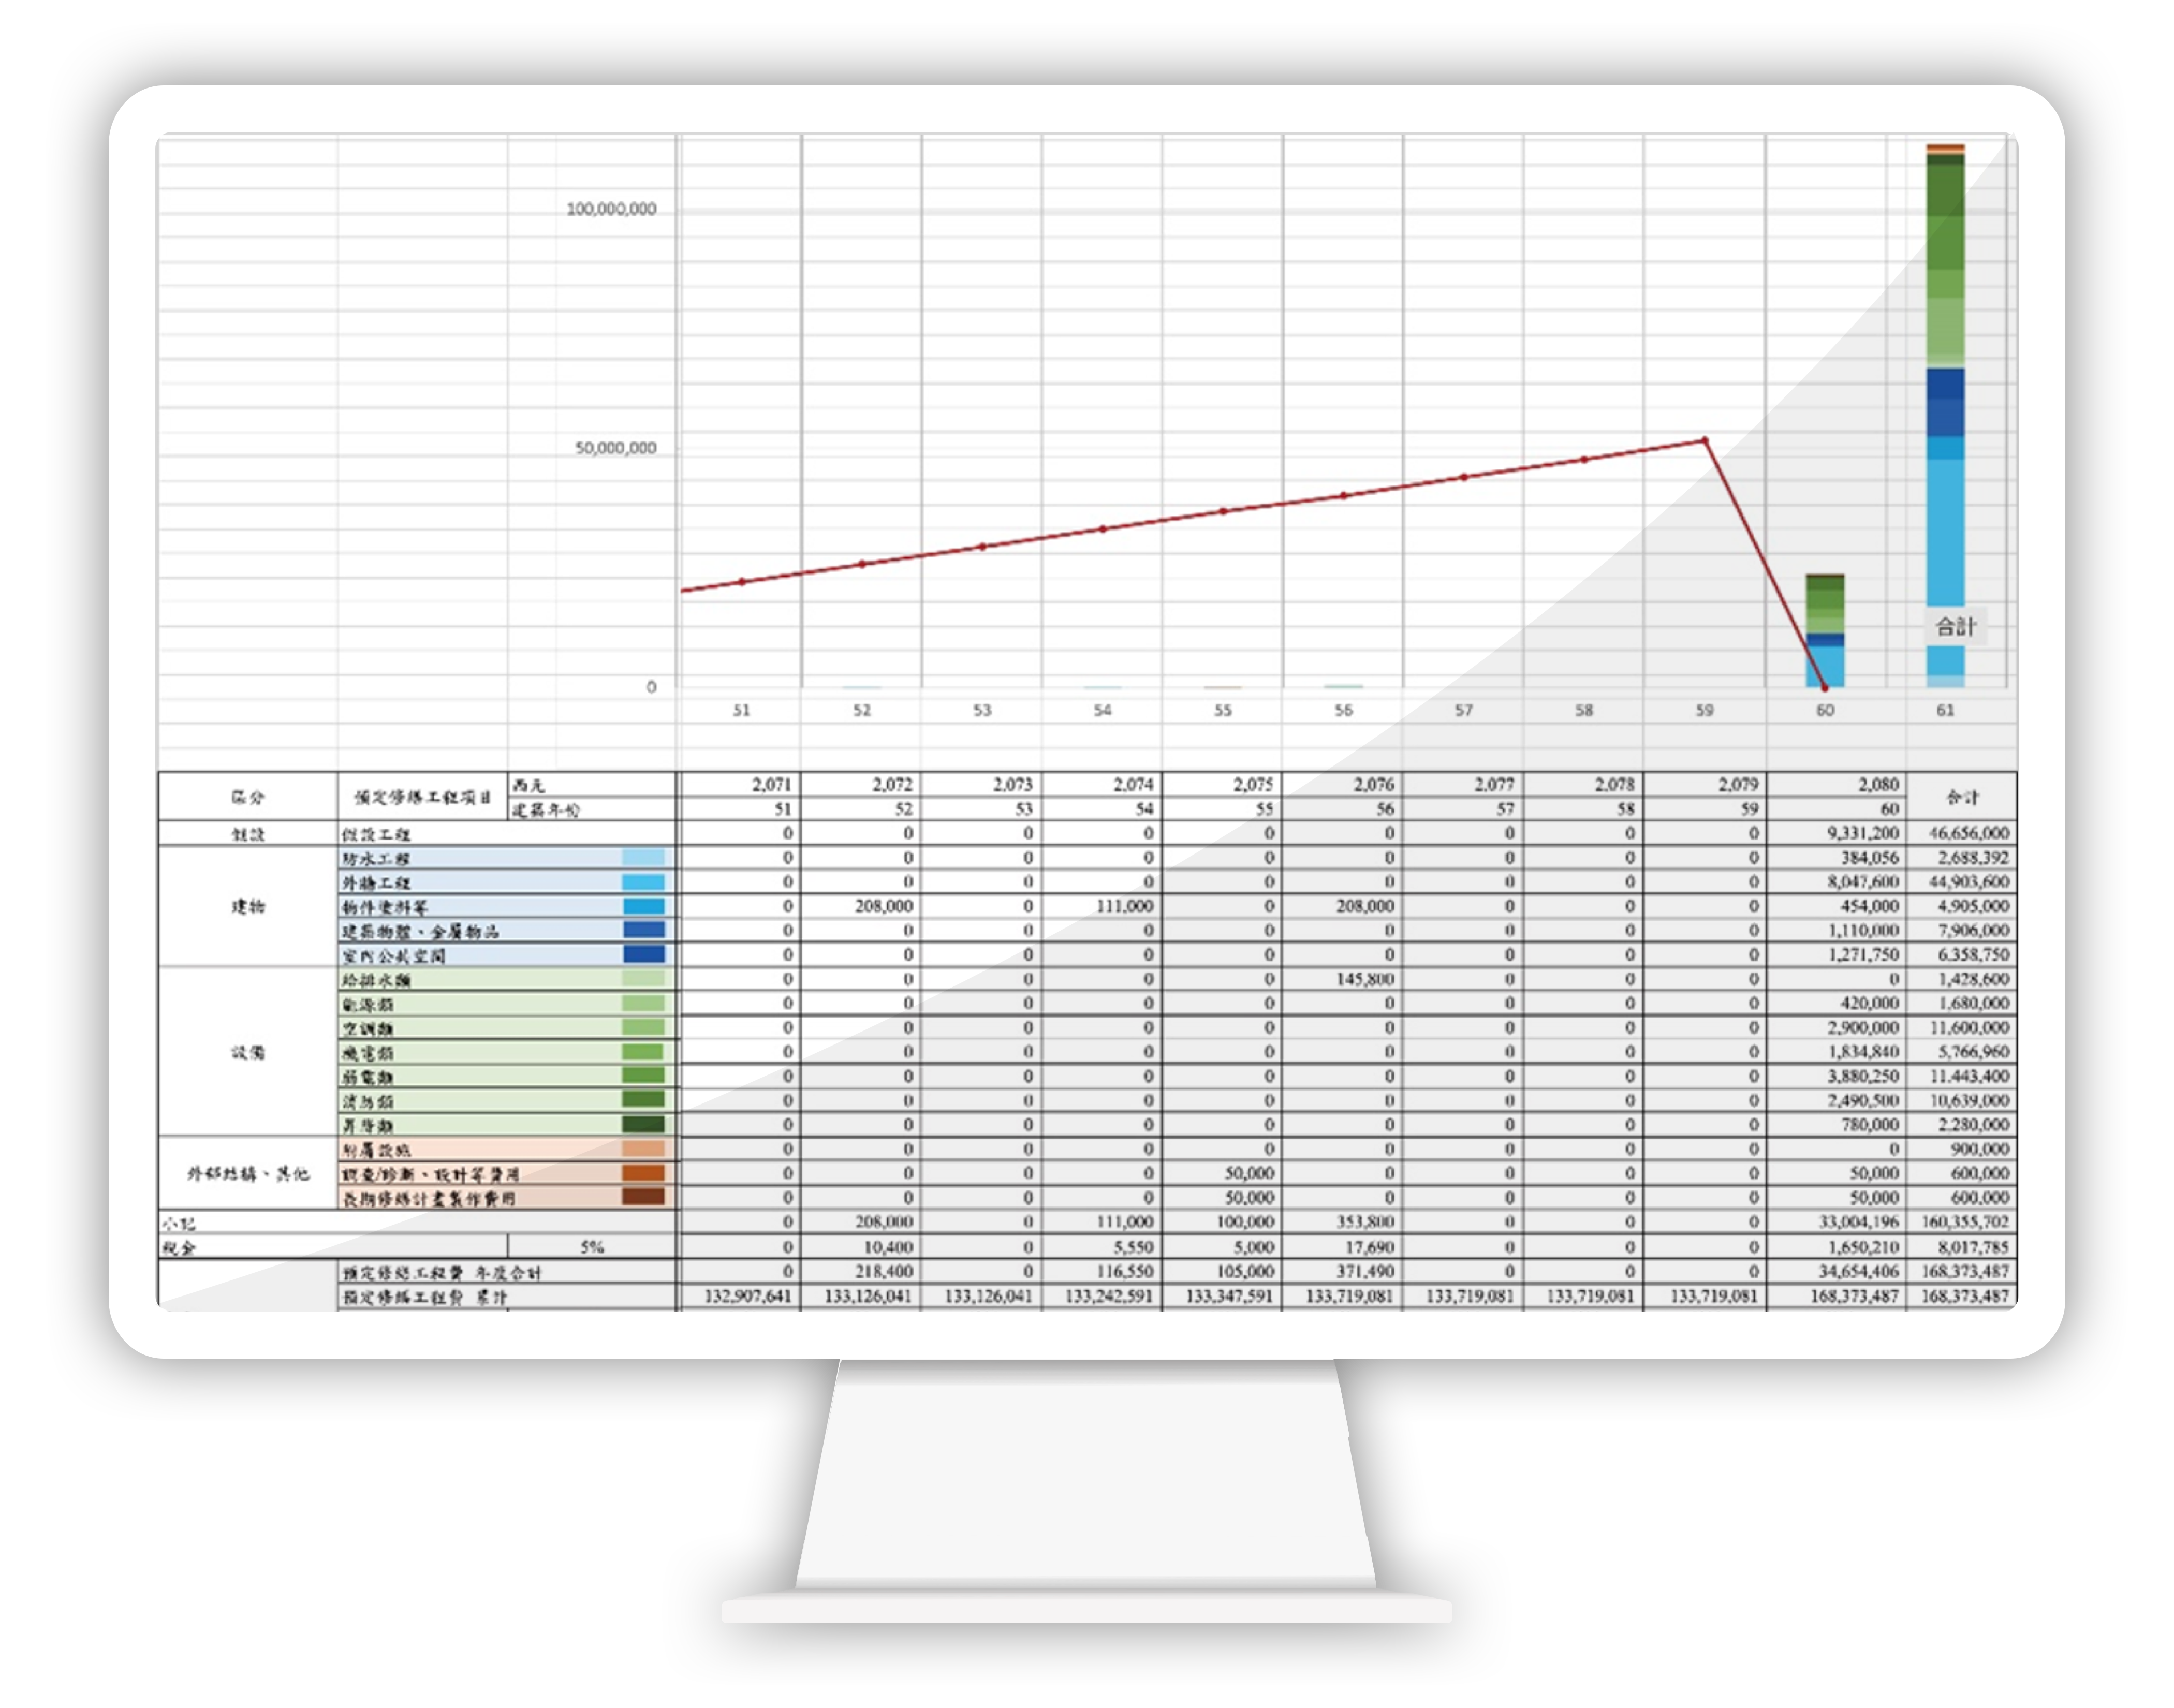 100,000,000
50,000,000
0
合計
51 52 53 54 55 56 57 58 59 60 61
區分 預定修繕工程項目 西元 2,071 2,072 2,073 2,074 2,075 2,076 2,077 2,078 2,079 2,080 合計
建築年份 51 52 53 54 55 56 57 58 59 60
假設 假設工程 0 0 0 0 0 0 0 0 0 9,331,200 46,656,000
建物 防水工程 0 0 0 0 0 0 0 0 0 384,056 2,688,392
外牆工程 0 0 0 0 0 0 0 0 0 8,047,600 44,903,600
物件塗料等 0 208,000 0 111,000 0 208,000 0 0 0 454,000 4,905,000
建築物體、金屬物品 0 0 0 0 0 0 0 0 0 1,110,000 7,906,000
室內公共空間 0 0 0 0 0 0 0 0 0 1,271,750 6,358,750
設備 給排水類 0 0 0 0 0 145,800 0 0 0 0 1,428,600
能源類 0 0 0 0 0 0 0 0 0 420,000 1,680,000
空調類 0 0 0 0 0 0 0 0 0 2,900,000 11,600,000
機電類 0 0 0 0 0 0 0 0 0 1,834,840 5,766,960
弱電類 0 0 0 0 0 0 0 0 0 3,880,250 11,443,400
消防類 0 0 0 0 0 0 0 0 0 2,490,500 10,639,000
昇降類 0 0 0 0 0 0 0 0 0 780,000 2,280,000
外部結構、其他 附屬設施 0 0 0 0 0 0 0 0 0 0 900,000
調查/診斷、設計等費用 0 0 0 0 50,000 0 0 0 0 50,000 600,000
長期修繕計畫製作費用 0 0 0 0 50,000 0 0 0 0 50,000 600,000
小記 0 208,000 0 111,000 100,000 353,800 0 0 0 33,004,196 160,355,702
稅金 5% 0 10,400 0 5,550 5,000 17,690 0 0 0 1,650,210 8,017,785
預定修繕工程費 年度合計 0 218,400 0 116,550 105,000 371,490 0 0 0 34,654,406 168,373,487
預定修繕工程費 累計 132,907,641 133,126,041 133,126,041 133,242,591 133,347,591 133,719,081 133,719,081 133,719,081 133,719,081 168,373,487 168,373,487